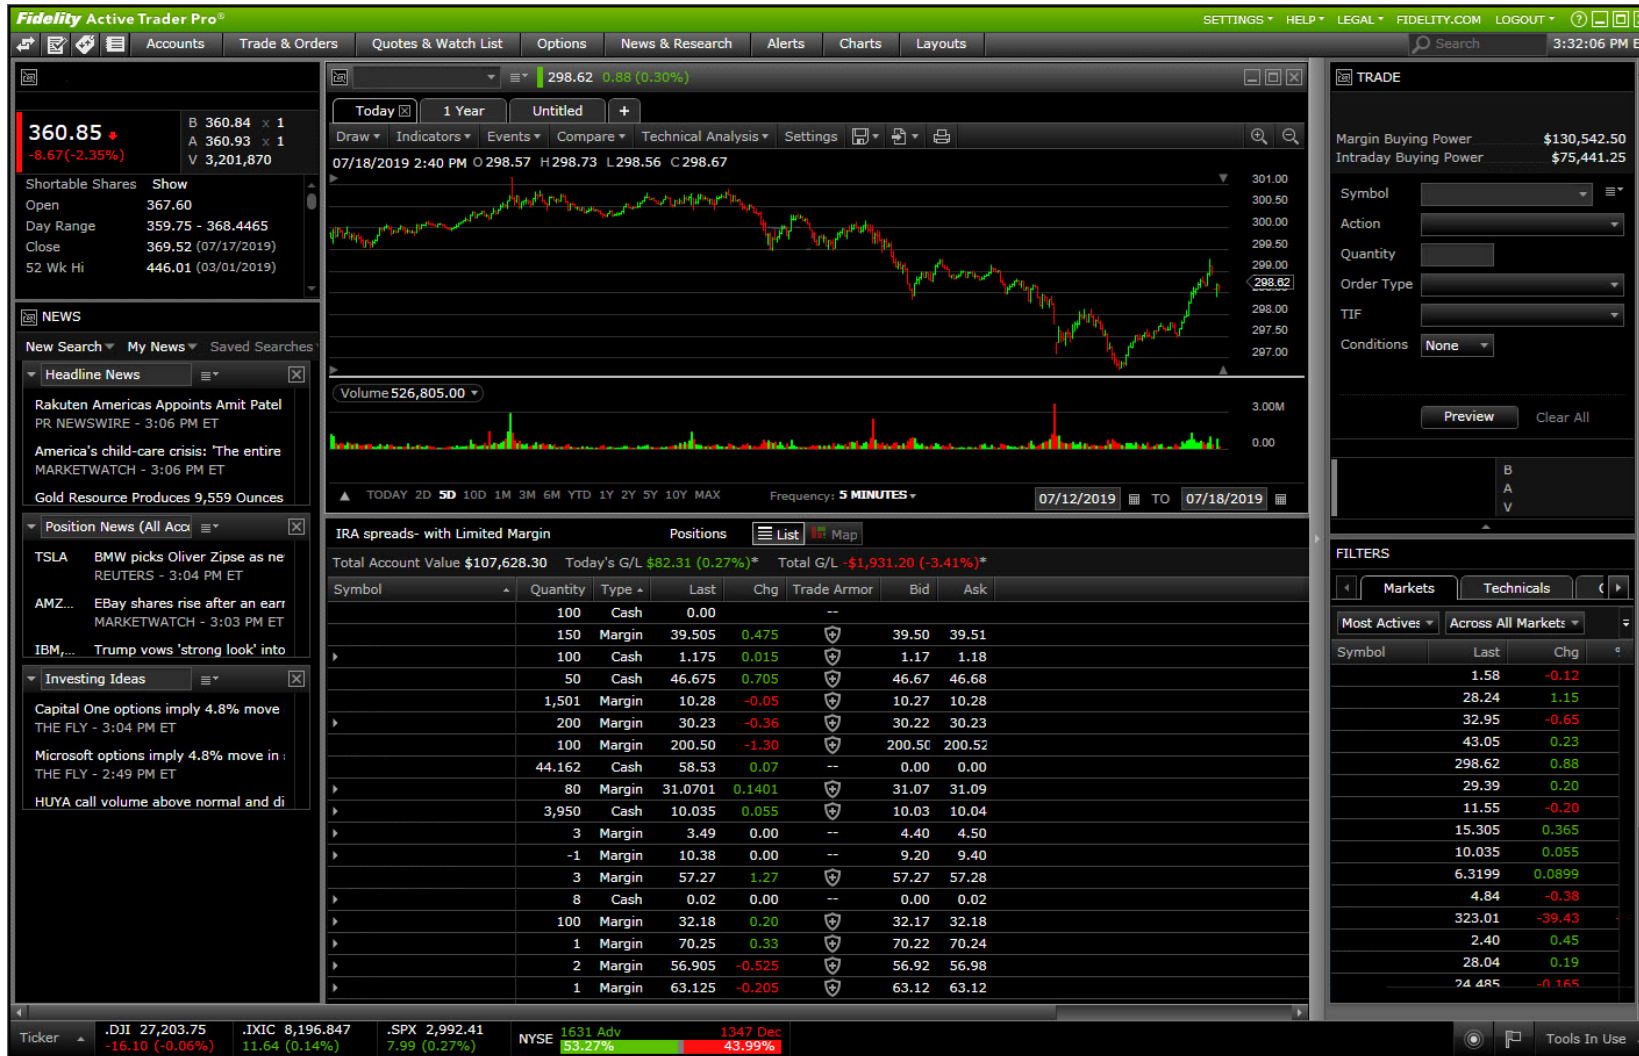 Fidelity Active Trader Pro®
SETTINGS HELP LEGAL FIDELITY.COM LOGOUT
Accounts Trade & Orders Quotes & Watch List Options News & Research Alerts Charts Layouts Search 3:32:06 PM E
360.85
-8.67(-2.35%)
B 360.84 x 1
A 360.93 x 1
V 3,201,870
Shortable Shares Show
Open 367.60
Day Range 359.75 - 368.4465
Close 369.52 (07/17/2019)
52 Wk Hi 446.01 (03/01/2019)
NEWS
New Search My News Saved Searches
Headline News
Rakuten Americas Appoints Amit Patel
PR NEWSWIRE - 3:06 PM ET
America's child-care crisis: 'The entire
MARKETWATCH - 3:06 PM ET
Gold Resource Produces 9,559 Ounces
Position News (All Acc
TSLA BMW picks Oliver Zipse as ne
REUTERS - 3:04 PM ET
AMZ... EBay shares rise after an earr
MARKETWATCH - 3:03 PM ET
IBM,... Trump vows 'strong look' into
Investing Ideas
Capital One options imply 4.8% move
THE FLY - 3:04 PM ET
Microsoft options imply 4.8% move in
THE FLY - 2:49 PM ET
HUYA call volume above normal and di
298.62 0.88 (0.30%)
Today 1 Year Untitled +
Draw Indicators Events Compare Technical Analysis Settings
07/18/2019 2:40 PM O 298.57 H 298.73 L 298.56 C 298.67
301.00
300.50
300.00
299.50
299.00
298.62
298.00
297.50
297.00
Volume 526,805.00
3.00M
0.00
TODAY 2D 5D 10D 1M 3M 6M YTD 1Y 2Y 5Y 10Y MAX Frequency: 5 MINUTES 07/12/2019 TO 07/18/2019
IRA spreads- with Limited Margin Positions List Map
Total Account Value $107,628.30 Today's G/L $82.31 (0.27%)* Total G/L -$1,931.20 (-3.41%)*
Symbol Quantity Type Last Chg Trade Armor Bid Ask
100 Cash 0.00 --
150 Margin 39.505 0.475 39.50 39.51
100 Cash 1.175 0.015 1.17 1.18
50 Cash 46.675 0.705 46.67 46.68
1,501 Margin 10.28 -0.05 10.27 10.28
200 Margin 30.23 -0.36 30.22 30.23
100 Margin 200.50 -1.30 200.50 200.52
44.162 Cash 58.53 0.07 -- 0.00 0.00
80 Margin 31.0701 0.1401 31.07 31.09
3,950 Cash 10.035 0.055 10.03 10.04
3 Margin 3.49 0.00 -- 4.40 4.50
-1 Margin 10.38 0.00 -- 9.20 9.40
3 Margin 57.27 1.27 57.27 57.28
8 Cash 0.02 0.00 -- 0.00 0.02
100 Margin 32.18 0.20 32.17 32.18
1 Margin 70.25 0.33 70.22 70.24
2 Margin 56.905 -0.525 56.92 56.98
1 Margin 63.125 -0.205 63.12 63.12
TRADE
Margin Buying Power $130,542.50
Intraday Buying Power $75,441.25
Symbol
Action
Quantity
Order Type
TIF
Conditions None
Preview Clear All
B
A
V
FILTERS
Markets Technicals
Most Actives Across All Markets
Symbol Last Chg
1.58 -0.12
28.24 1.15
32.95 -0.65
43.05 0.23
298.62 0.88
29.39 0.20
11.55 -0.20
15.305 0.365
10.035 0.055
6.3199 0.0899
4.84 -0.38
323.01 -39.43
2.40 0.45
28.04 0.19
24.485 -0.165
Ticker
.DJI 27,203.75
-16.10 (-0.06%)
.IXIC 8,196.847
11.64 (0.14%)
.SPX 2,992.41
7.99 (0.27%)
NYSE
1631 Adv 1347 Dec
53.27% 43.99%
Tools In Use